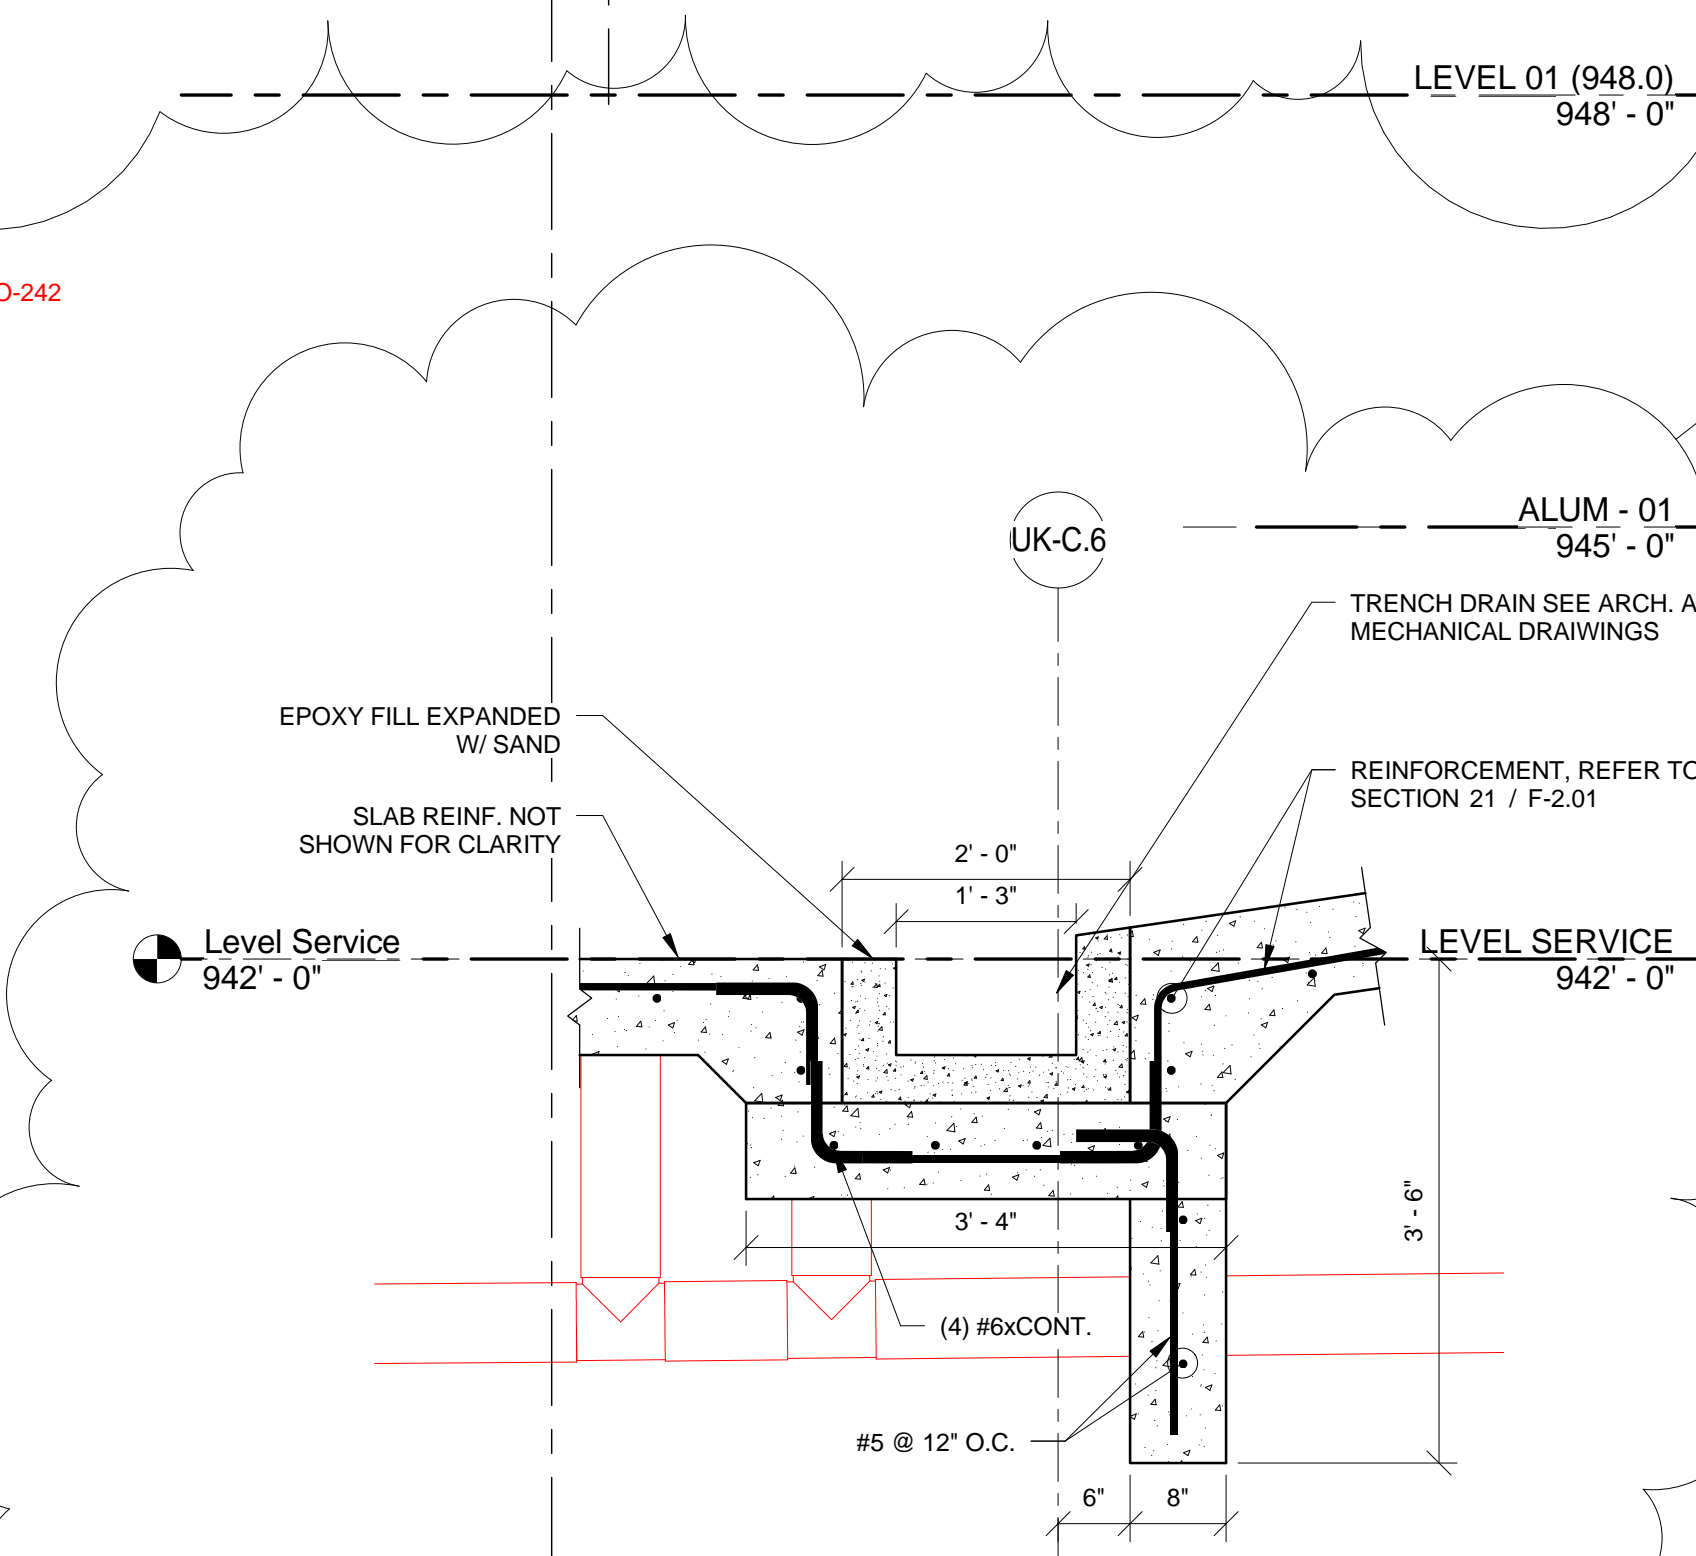 LEVEL 01 (948.0)
948' - 0"
O-242
UK-C.6
ALUM - 01
945' - 0"
TRENCH DRAIN SEE ARCH. A
MECHANICAL DRAIWINGS
EPOXY FILL EXPANDED
W/ SAND
REINFORCEMENT, REFER TO
SECTION 21 / F-2.01
SLAB REINF. NOT
SHOWN FOR CLARITY
2' - 0"
1' - 3"
Level Service
942' - 0"
LEVEL SERVICE
942' - 0"
3' - 4"
3' - 6"
(4) #6xCONT.
#5 @ 12" O.C.
6"
8"